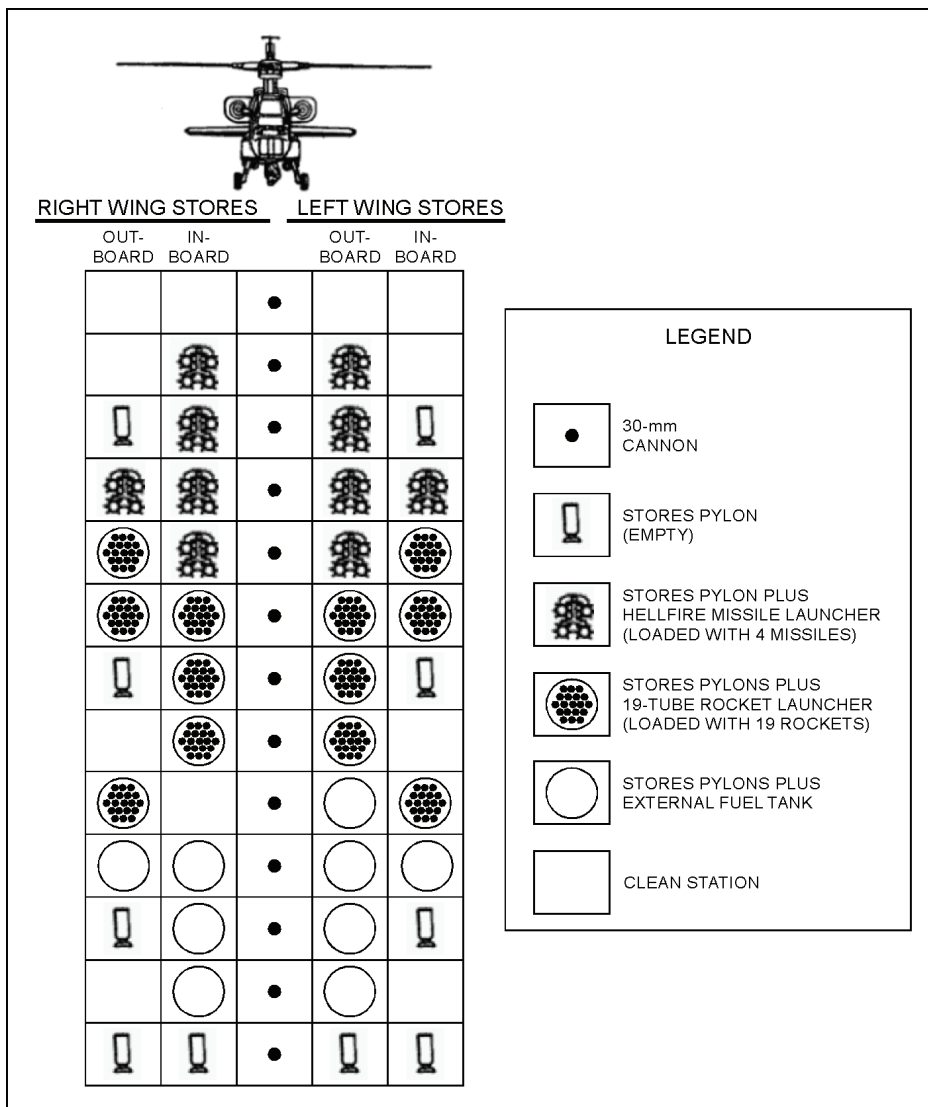 RIGHT WING STORES
LEFT WING STORES
OUT-
BOARD
IN-
BOARD
OUT-
BOARD
IN-
BOARD
LEGEND
30-mm
CANNON
STORES PYLON
(EMPTY)
STORES PYLON PLUS
HELLFIRE MISSILE LAUNCHER
(LOADED WITH 4 MISSILES)
STORES PYLONS PLUS
19-TUBE ROCKET LAUNCHER
(LOADED WITH 19 ROCKETS)
STORES PYLONS PLUS
EXTERNAL FUEL TANK
CLEAN STATION